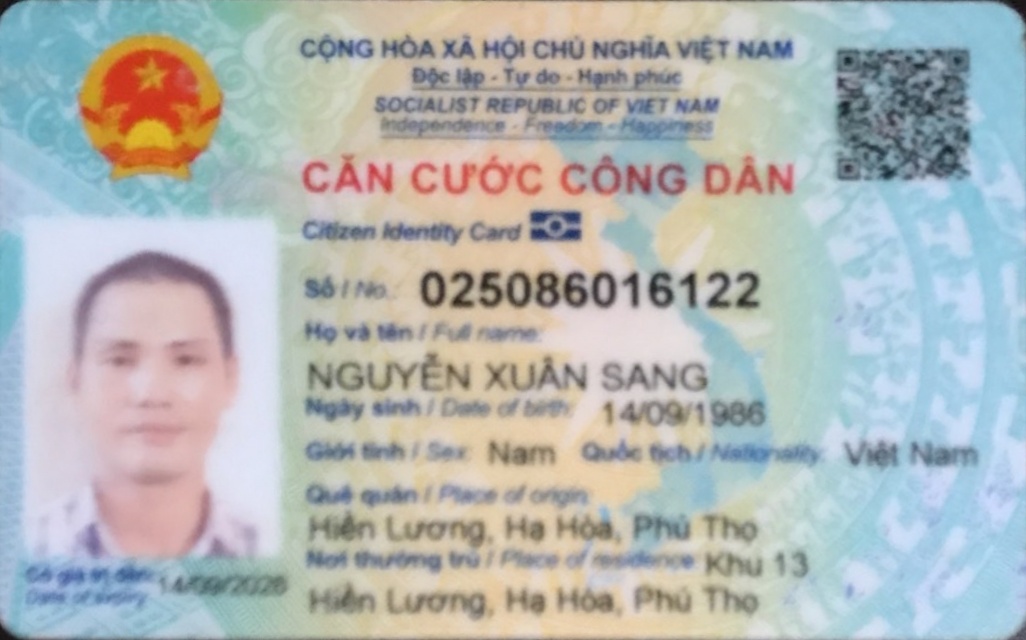 CỘNG HÒA XÃ HỘI CHỦ NGHĨA VIỆT NAM
Độc lập - Tự do - Hạnh phúc
SOCIALIST REPUBLIC OF VIET NAM
Independence - Freedom - Happiness
CĂN CƯỚC CÔNG DÂN
Citizen Identity Card
Số / No.: 025086016122
Họ và tên / Full name:
NGUYỄN XUÂN SANG
Ngày sinh / Date of birth: 14/09/1986
Giới tính / Sex: Nam Quốc tịch / Nationality: Việt Nam
Quê quán / Place of origin:
Hiền Lương, Hạ Hòa, Phú Thọ
Nơi thường trú / Place of residence: Khu 13
Hiền Lương, Hạ Hòa, Phú Thọ
Có giá trị đến: 14/09/2026
Date of expiry